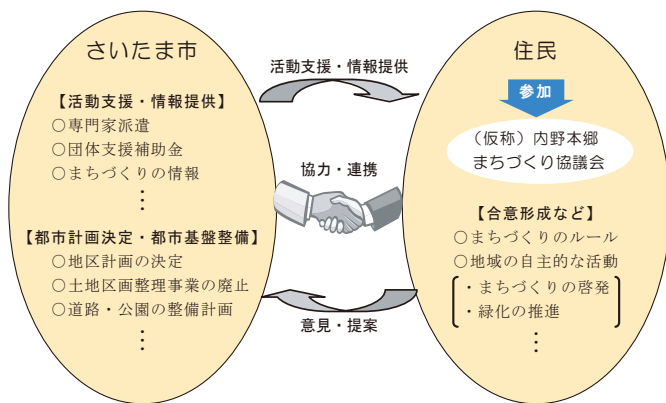 さいたま市
【活動支援・情報提供】
○専門家派遣
○団体支援補助金
○まちづくりの情報
⋮
【都市計画決定・都市基盤整備】
○地区計画の決定
○土地区画整理事業の廃止
○道路・公園の整備計画
⋮
活動支援・情報提供
協力・連携
意見・提案
住民
参加
（仮称）内野本郷
まちづくり協議会
【合意形成など】
○まちづくりのルール
○地域の自主的な活動
・まちづくりの啓発
・緑化の推進
⋮